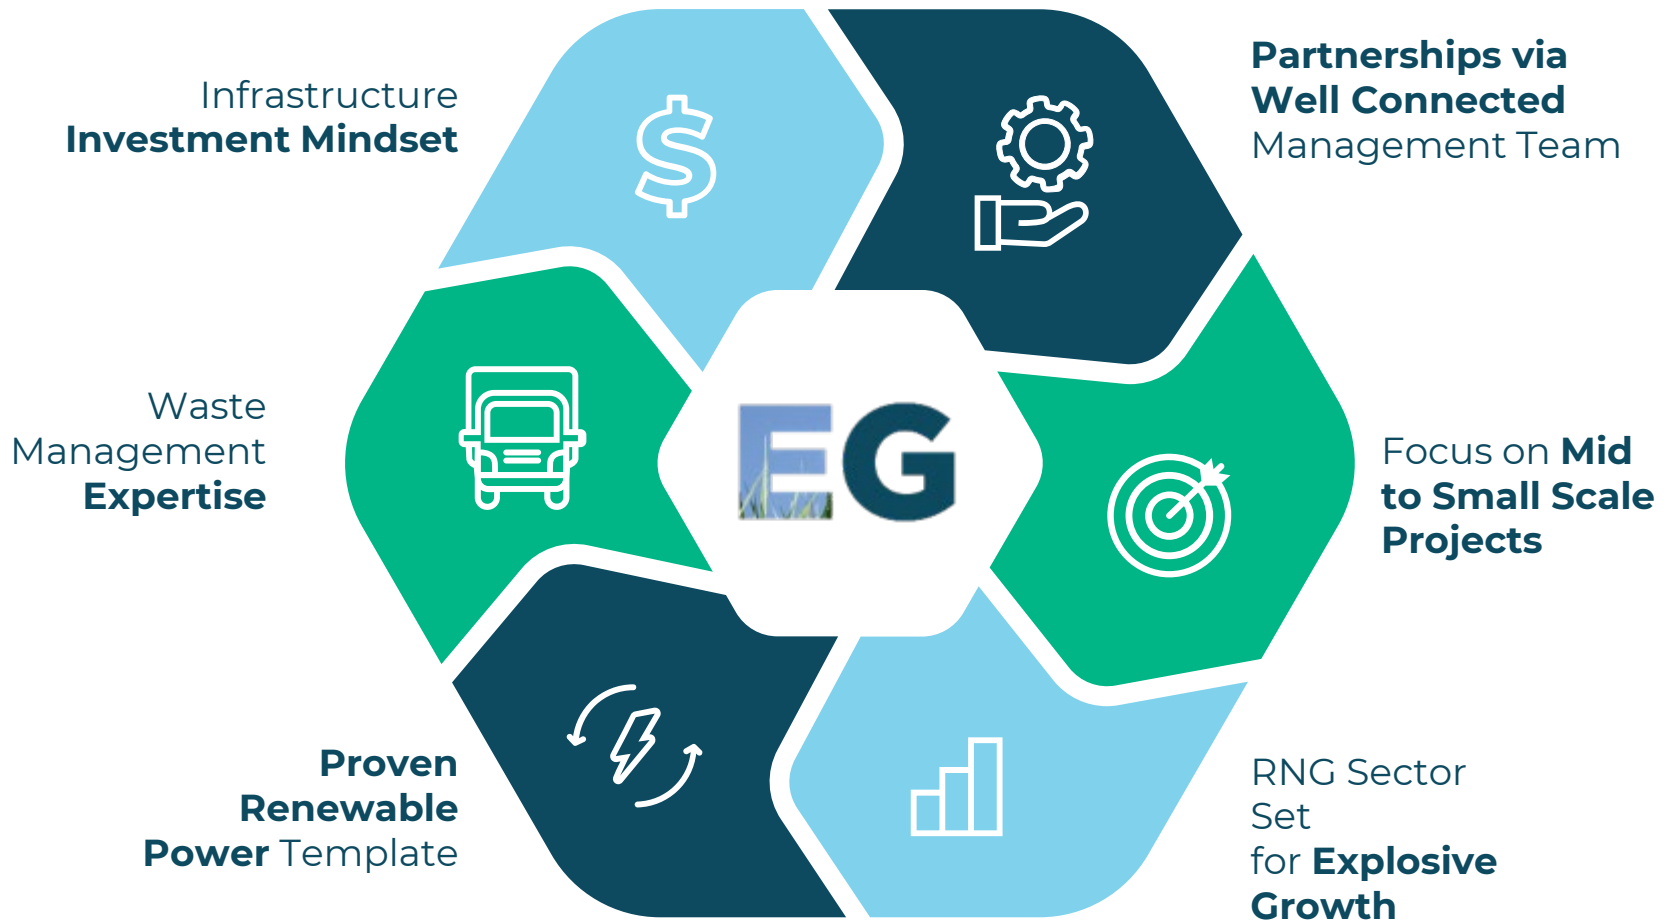 Infrastructure
Investment Mindset
Partnerships via
Well Connected
Management Team
Waste
Management
Expertise
EG
Focus on Mid
to Small Scale
Projects
Proven
Renewable
Power Template
RNG Sector
Set
for Explosive
Growth